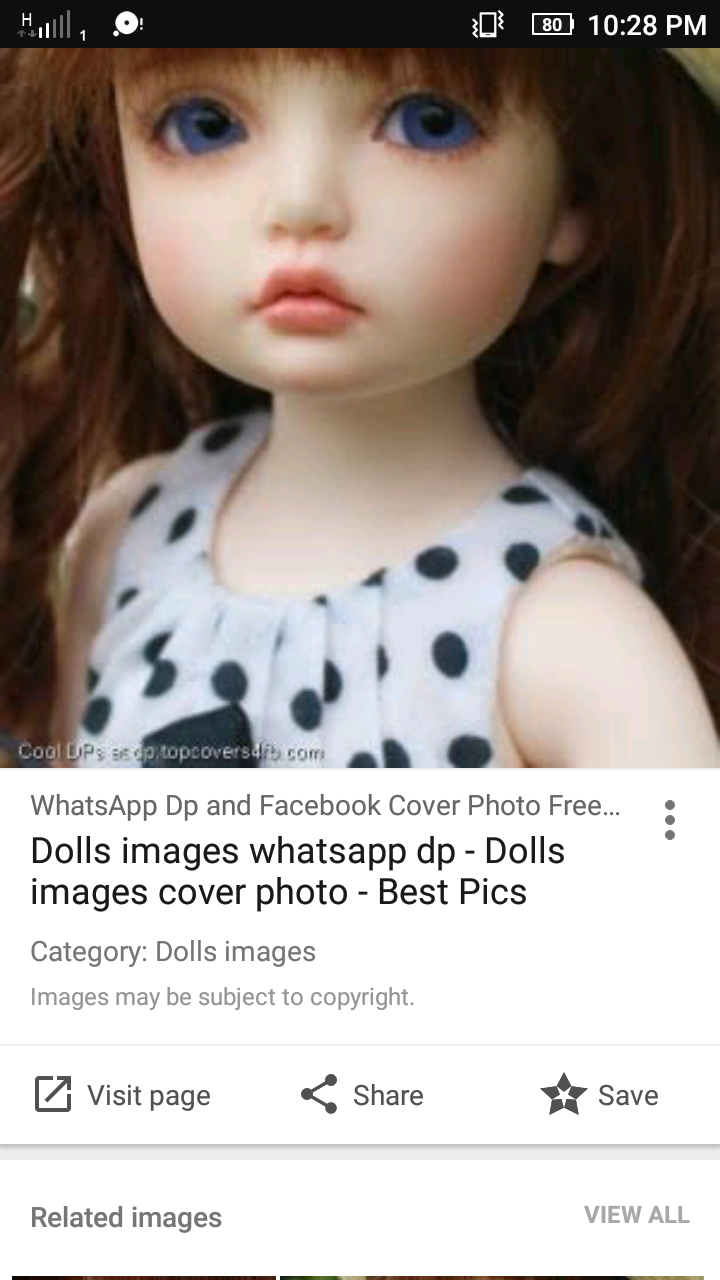 H 1 80 10:28 PM
Cool DPs @ dp.topcovers4fb.com
WhatsApp Dp and Facebook Cover Photo Free...
Dolls images whatsapp dp - Dolls
images cover photo - Best Pics
Category: Dolls images
Images may be subject to copyright.
Visit page Share Save
Related images VIEW ALL